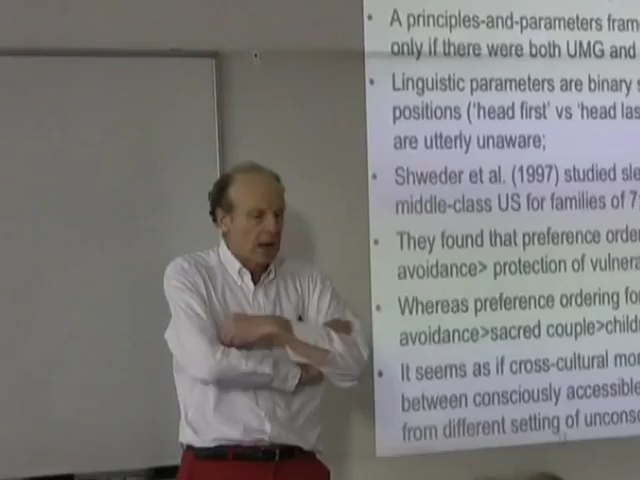 • A principles-and-parameters fram
only if there were both UMG and
• Linguistic parameters are binary s
positions ('head first' vs 'head las
are utterly unaware;
• Shweder et al. (1997) studied sle
middle-class US for families of 7
• They found that preference orde
avoidance> protection of vulnera
• Whereas preference ordering fo
avoidance>sacred couple>child
• It seems as if cross-cultural mor
between consciously accessible
from different setting of uncons